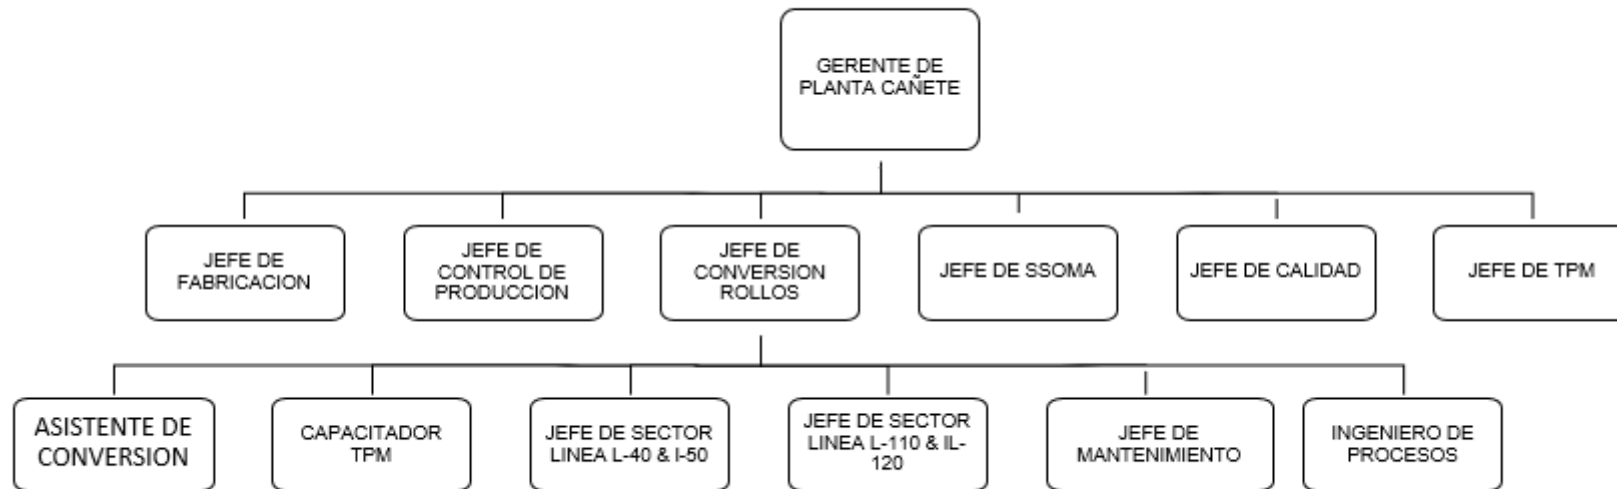 GERENTE DE
PLANTA CAÑETE
JEFE DE
FABRICACION
JEFE DE
CONTROL DE
PRODUCCION
JEFE DE
CONVERSION
ROLLOS
JEFE DE SSOMA
JEFE DE CALIDAD
JEFE DE TPM
ASISTENTE DE
CONVERSION
CAPACITADOR
TPM
JEFE DE SECTOR
LINEA L-40 & I-50
JEFE DE SECTOR
LINEA L-110 & IL-
120
JEFE DE
MANTENIMIENTO
INGENIERO DE
PROCESOS